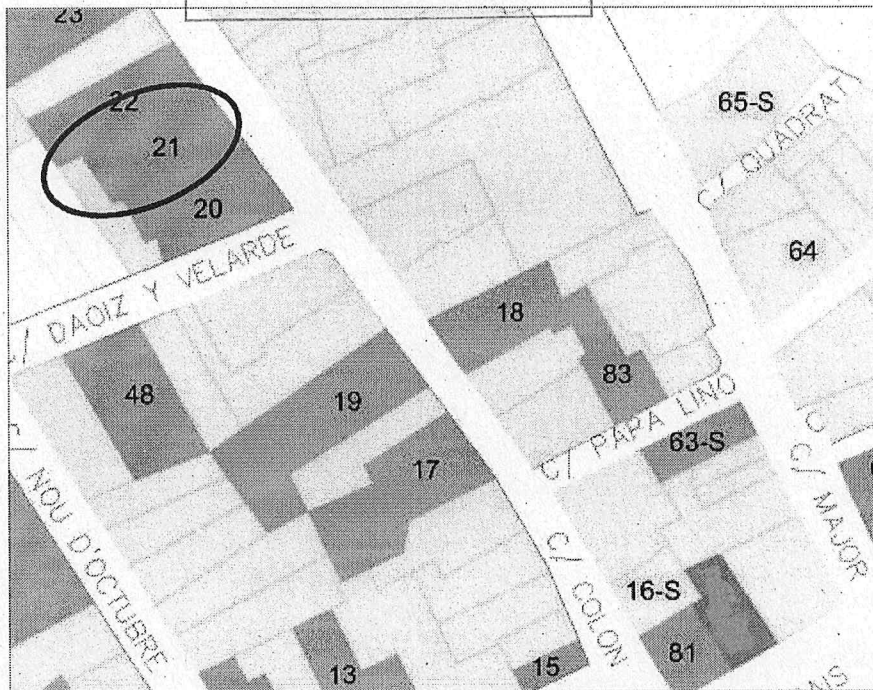 23
22
65-S
21
C/ QUADRAT
20
64
C/ DAOIZ Y VELARDE
18
83
48
19
C/ PAPA LINO
63-S
17
C/ NOU D'OCTUBRE
C/ MAJOR
C/ COLON
16-S
81
13
15